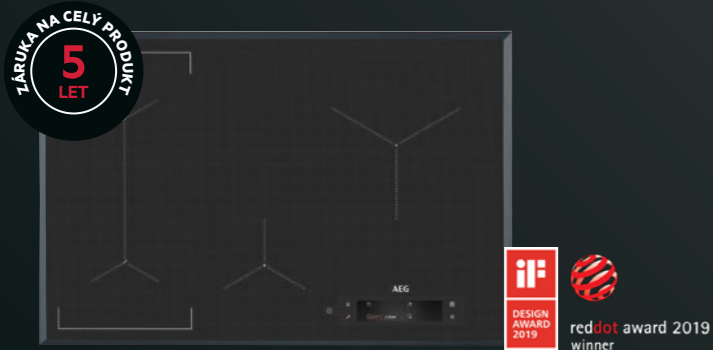 ZÁRUKA NA CELÝ PRODUKT
5
LET
AEG
iF
DESIGN
AWARD
2019
reddot award 2019
winner